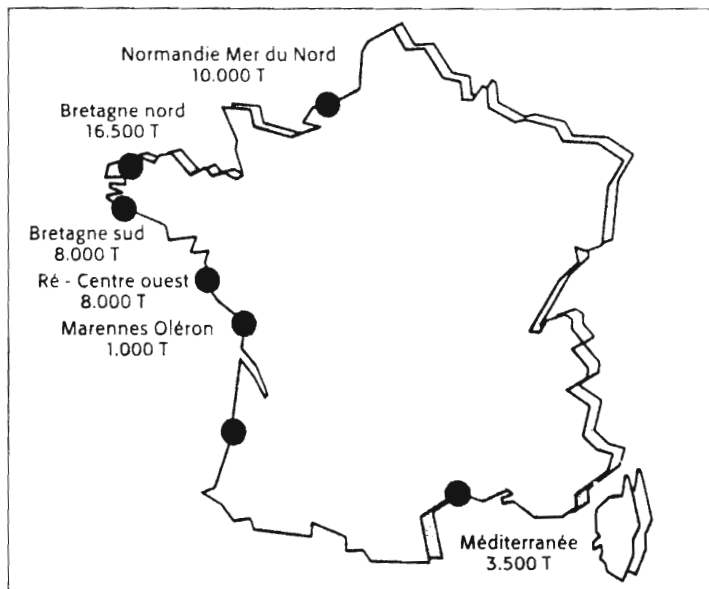 Normandie Mer du Nord
10.000 T
Bretagne nord
16.500 T
Bretagne sud
8.000 T
Ré - Centre ouest
8.000 T
Marennes Oléron
1.000 T
Méditerranée
3.500 T